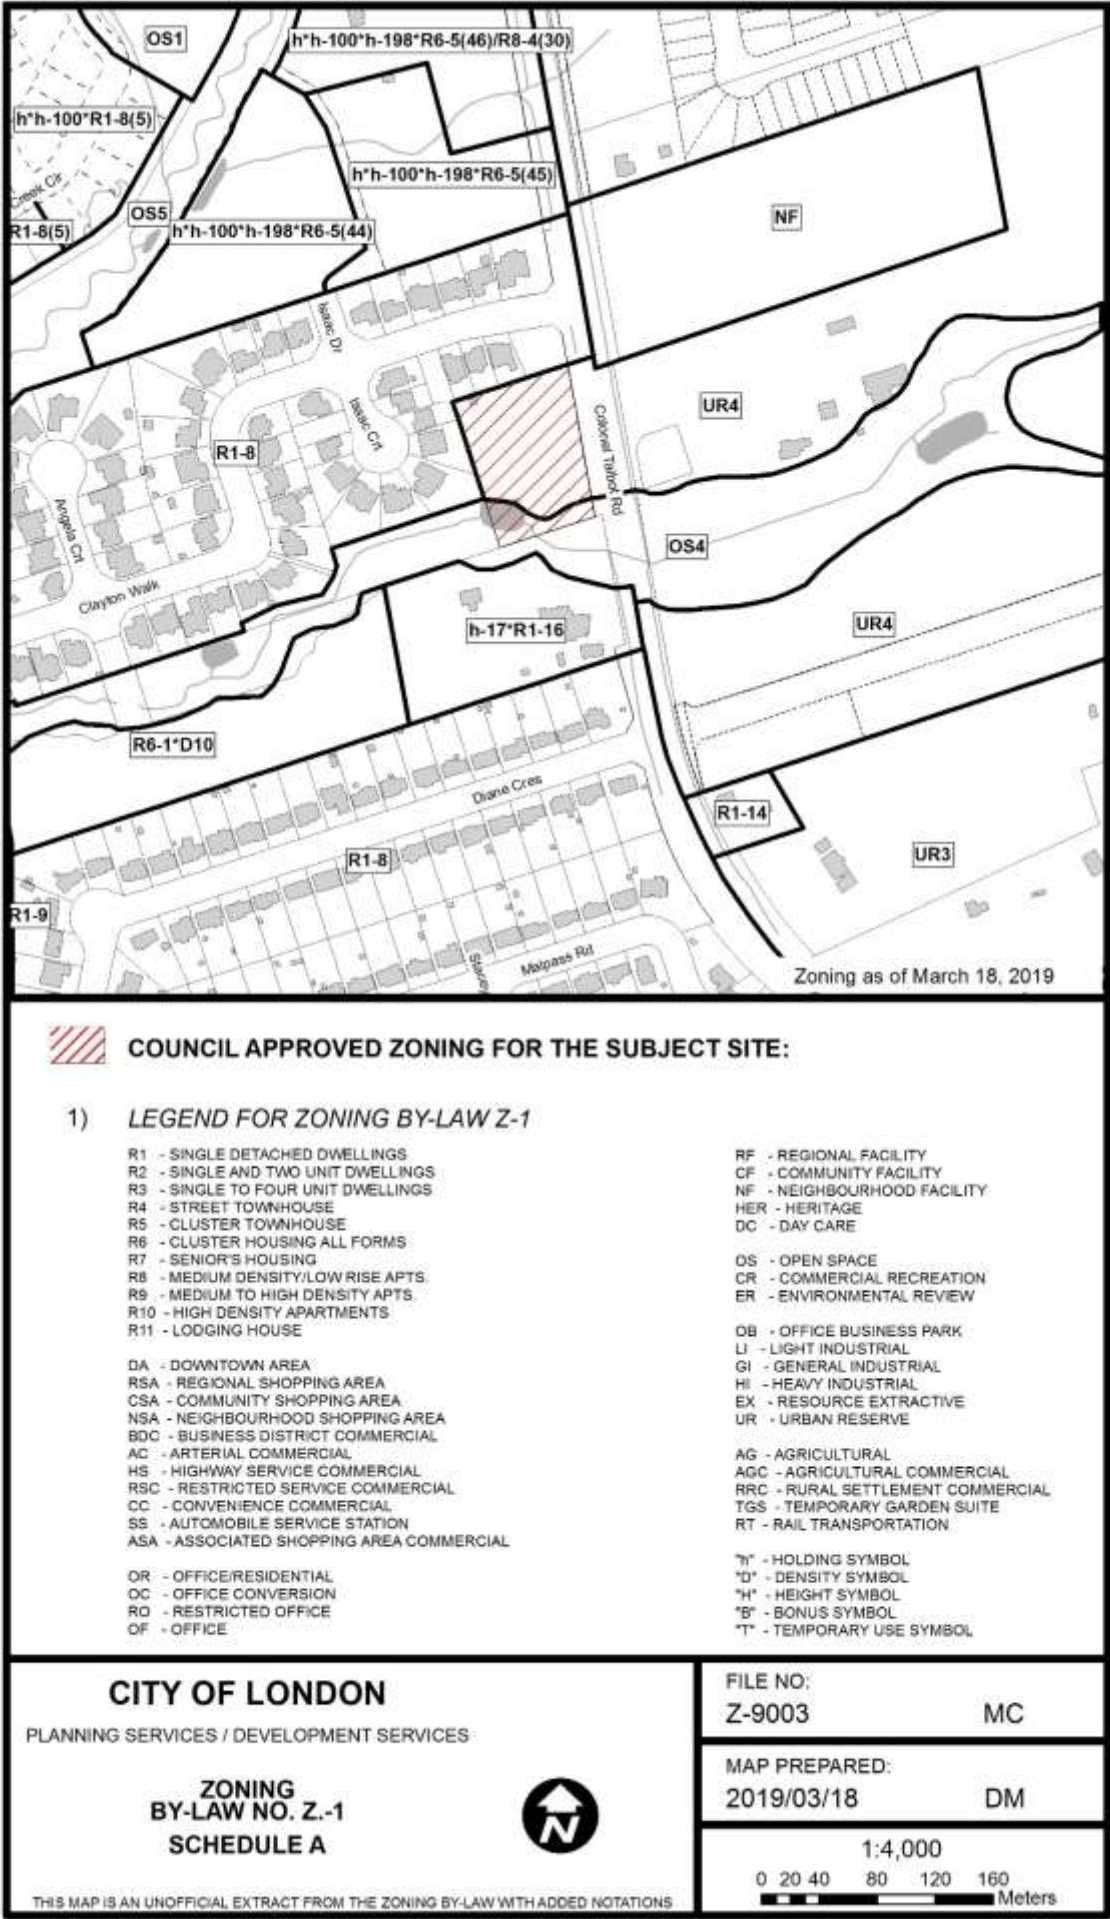 OS1
h*h-100*h-198*R6-5(46)/R8-4(30)
h*h-100*R1-8(5)
h*h-100*h-198*R6-5(45)
Creek Cir
OS5
NF
R1-8(5)
h*h-100*h-198*R6-5(44)
Isaac Dr
Isaac Crt
UR4
Colonel Talbot Rd
R1-8
Angela Crt
OS4
Clayton Walk
h-17*R1-16
UR4
R6-1*D10
Diane Cres
R1-14
R1-8
UR3
R1-9
Malpass Rd
Stacey
Zoning as of March 18, 2019
COUNCIL APPROVED ZONING FOR THE SUBJECT SITE:
1) LEGEND FOR ZONING BY-LAW Z-1
R1 - SINGLE DETACHED DWELLINGS
R2 - SINGLE AND TWO UNIT DWELLINGS
R3 - SINGLE TO FOUR UNIT DWELLINGS
R4 - STREET TOWNHOUSE
R5 - CLUSTER TOWNHOUSE
R6 - CLUSTER HOUSING ALL FORMS
R7 - SENIOR'S HOUSING
R8 - MEDIUM DENSITY/LOW RISE APTS.
R9 - MEDIUM TO HIGH DENSITY APTS.
R10 - HIGH DENSITY APARTMENTS
R11 - LODGING HOUSE
DA - DOWNTOWN AREA
RSA - REGIONAL SHOPPING AREA
CSA - COMMUNITY SHOPPING AREA
NSA - NEIGHBOURHOOD SHOPPING AREA
BDC - BUSINESS DISTRICT COMMERCIAL
AC - ARTERIAL COMMERCIAL
HS - HIGHWAY SERVICE COMMERCIAL
RSC - RESTRICTED SERVICE COMMERCIAL
CC - CONVENIENCE COMMERCIAL
SS - AUTOMOBILE SERVICE STATION
ASA - ASSOCIATED SHOPPING AREA COMMERCIAL
OR - OFFICE/RESIDENTIAL
OC - OFFICE CONVERSION
RO - RESTRICTED OFFICE
OF - OFFICE
RF - REGIONAL FACILITY
CF - COMMUNITY FACILITY
NF - NEIGHBOURHOOD FACILITY
HER - HERITAGE
DC - DAY CARE
OS - OPEN SPACE
CR - COMMERCIAL RECREATION
ER - ENVIRONMENTAL REVIEW
OB - OFFICE BUSINESS PARK
LI - LIGHT INDUSTRIAL
GI - GENERAL INDUSTRIAL
HI - HEAVY INDUSTRIAL
EX - RESOURCE EXTRACTIVE
UR - URBAN RESERVE
AG - AGRICULTURAL
AGC - AGRICULTURAL COMMERCIAL
RRC - RURAL SETTLEMENT COMMERCIAL
TGS - TEMPORARY GARDEN SUITE
RT - RAIL TRANSPORTATION
"h" - HOLDING SYMBOL
"D" - DENSITY SYMBOL
"H" - HEIGHT SYMBOL
"B" - BONUS SYMBOL
"T" - TEMPORARY USE SYMBOL
CITY OF LONDON
PLANNING SERVICES / DEVELOPMENT SERVICES
ZONING
BY-LAW NO. Z.-1
SCHEDULE A
N
THIS MAP IS AN UNOFFICIAL EXTRACT FROM THE ZONING BY-LAW WITH ADDED NOTATIONS
FILE NO:
Z-9003 MC
MAP PREPARED:
2019/03/18 DM
1:4,000
0 20 40 80 120 160
Meters